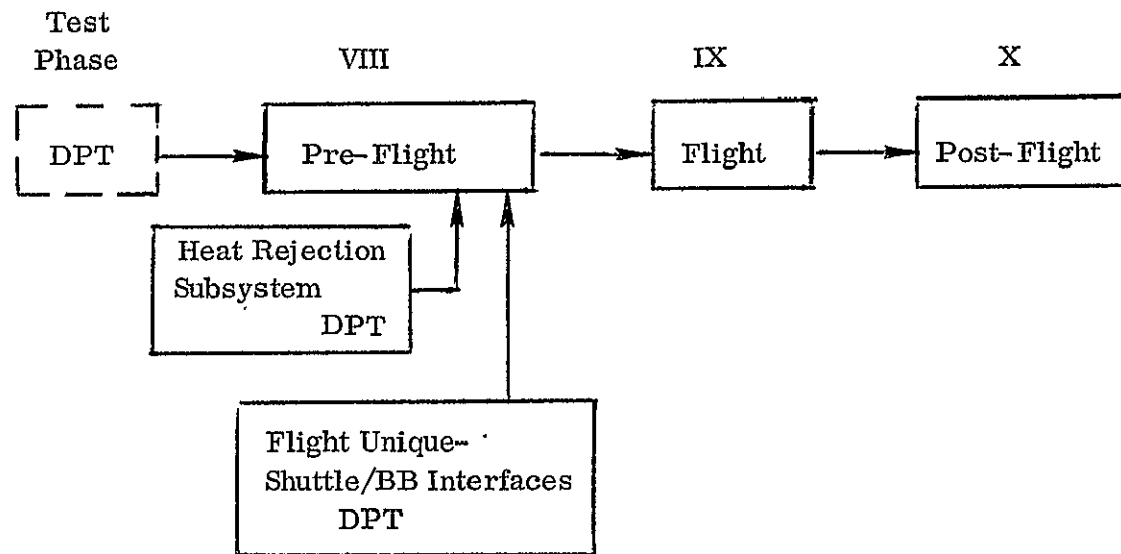 Test
Phase
VIII
IX
X
DPT
Pre-Flight
Flight
Post-Flight
Heat Rejection
Subsystem
DPT
Flight Unique-
Shuttle/BB Interfaces
DPT